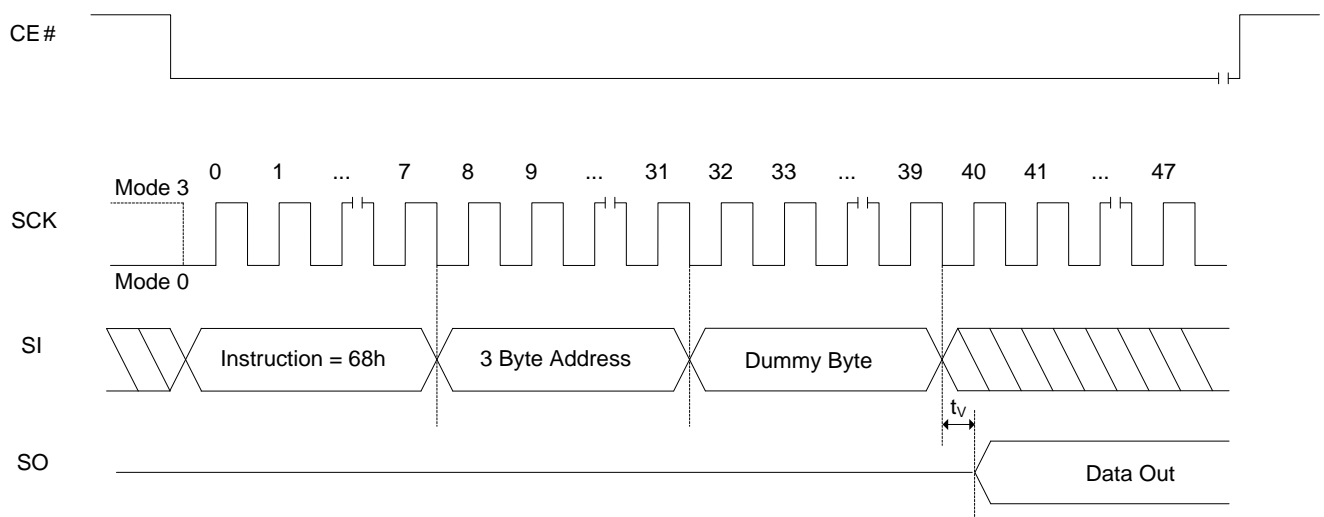 CE#
0 1 ... 7 8 9 ... 31 32 33 ... 39 40 41 ... 47
Mode 3
SCK
Mode 0
SI
Instruction = 68h
3 Byte Address
Dummy Byte
tV
SO
Data Out